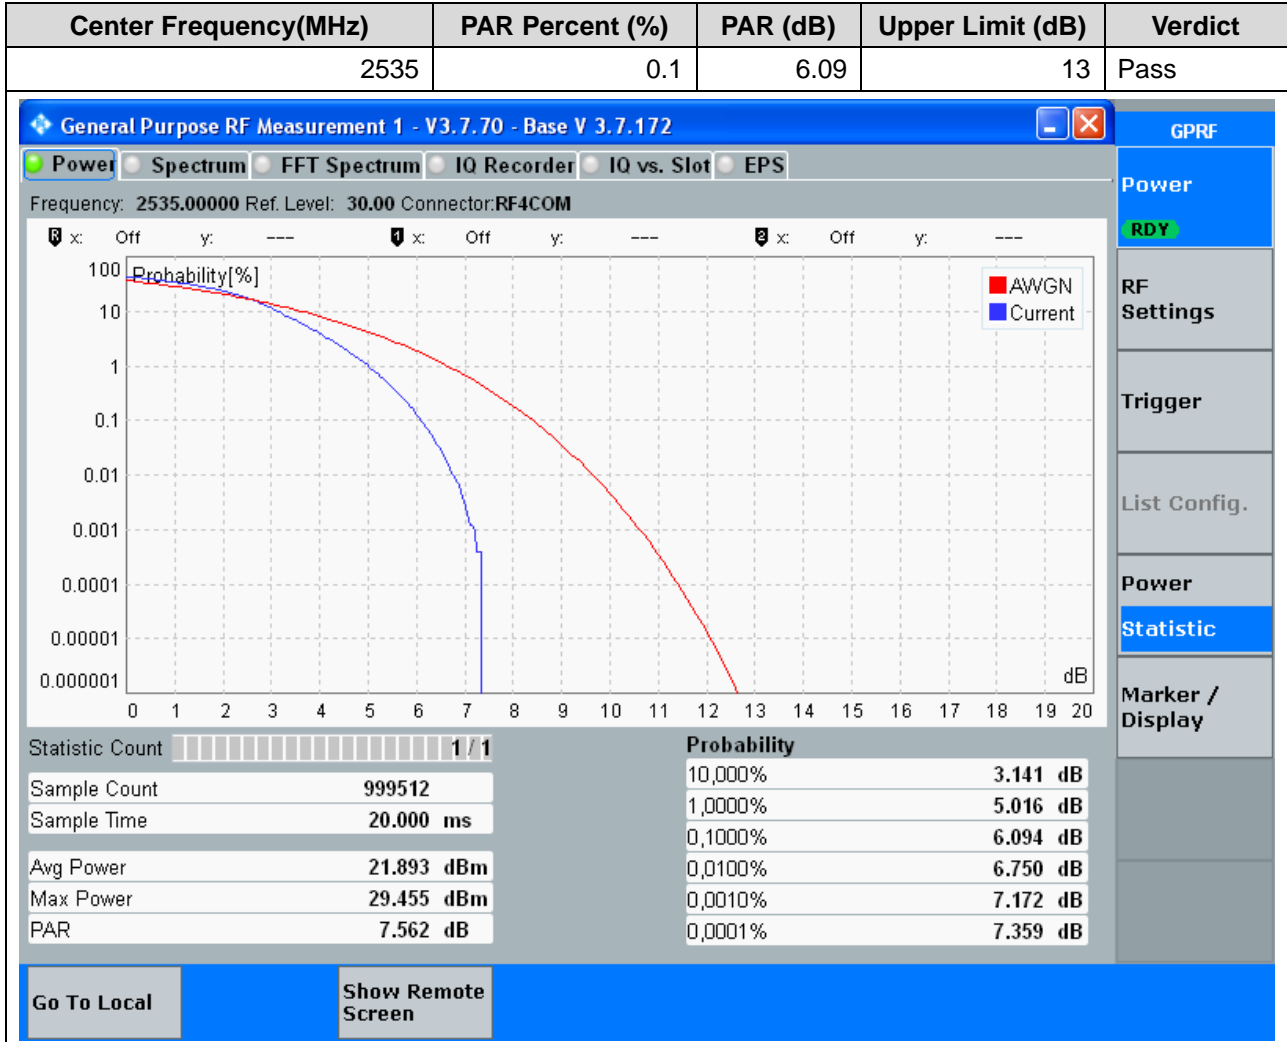 Center Frequency(MHz) PAR Percent (%) PAR (dB) Upper Limit (dB) Verdict
2535 0.1 6.09 13 Pass
General Purpose RF Measurement 1 - V3.7.70 - Base V 3.7.172
GPRF
Power Spectrum FFT Spectrum IQ Recorder IQ vs. Slot EPS
Power
RDY
Frequency: 2535.00000 Ref. Level: 30.00 Connector:RF4COM
R x: Off y: --- 1 x: Off y: --- 2 x: Off y: ---
100
Probability[%]
AWGN
Current
10
1
0.1
0.01
0.001
0.0001
0.00001
0.000001
dB
0 1 2 3 4 5 6 7 8 9 10 11 12 13 14 15 16 17 18 19 20
RF
Settings
Trigger
List Config.
Power
Statistic
Marker /
Display
Statistic Count 1 / 1
Sample Count 999512
Sample Time 20.000 ms
Avg Power 21.893 dBm
Max Power 29.455 dBm
PAR 7.562 dB
Probability
10,000% 3.141 dB
1,0000% 5.016 dB
0,1000% 6.094 dB
0,0100% 6.750 dB
0,0010% 7.172 dB
0,0001% 7.359 dB
Go To Local
Show Remote
Screen